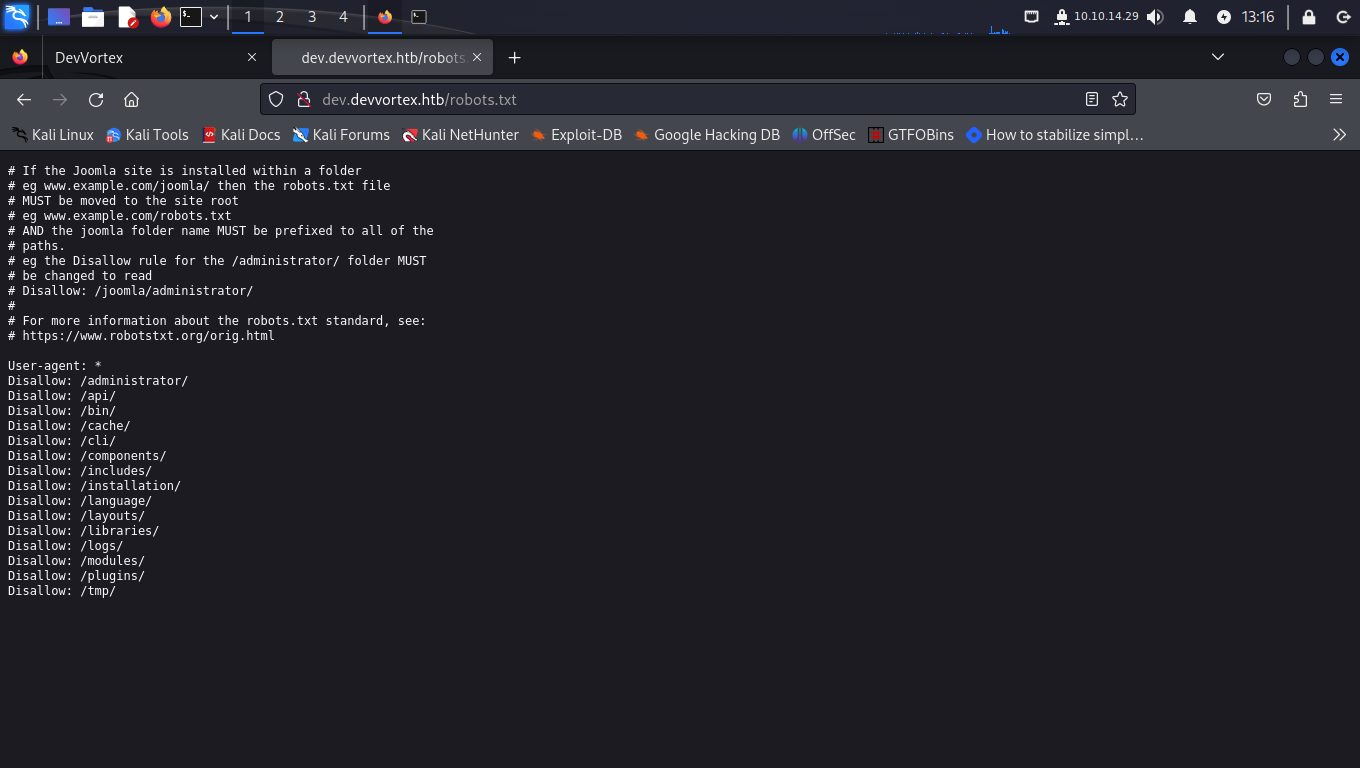 1 2 3 4 10.10.14.29 13:16
DevVortex dev.devvortex.htb/robots
dev.devvortex.htb/robots.txt
Kali Linux Kali Tools Kali Docs Kali Forums Kali NetHunter Exploit-DB Google Hacking DB OffSec GTFOBins How to stabilize simpl…
# If the Joomla site is installed within a folder
# eg www.example.com/joomla/ then the robots.txt file
# MUST be moved to the site root
# eg www.example.com/robots.txt
# AND the joomla folder name MUST be prefixed to all of the
# paths.
# eg the Disallow rule for the /administrator/ folder MUST
# be changed to read
# Disallow: /joomla/administrator/
#
# For more information about the robots.txt standard, see:
# https://www.robotstxt.org/orig.html
User-agent: *
Disallow: /administrator/
Disallow: /api/
Disallow: /bin/
Disallow: /cache/
Disallow: /cli/
Disallow: /components/
Disallow: /includes/
Disallow: /installation/
Disallow: /language/
Disallow: /layouts/
Disallow: /libraries/
Disallow: /logs/
Disallow: /modules/
Disallow: /plugins/
Disallow: /tmp/